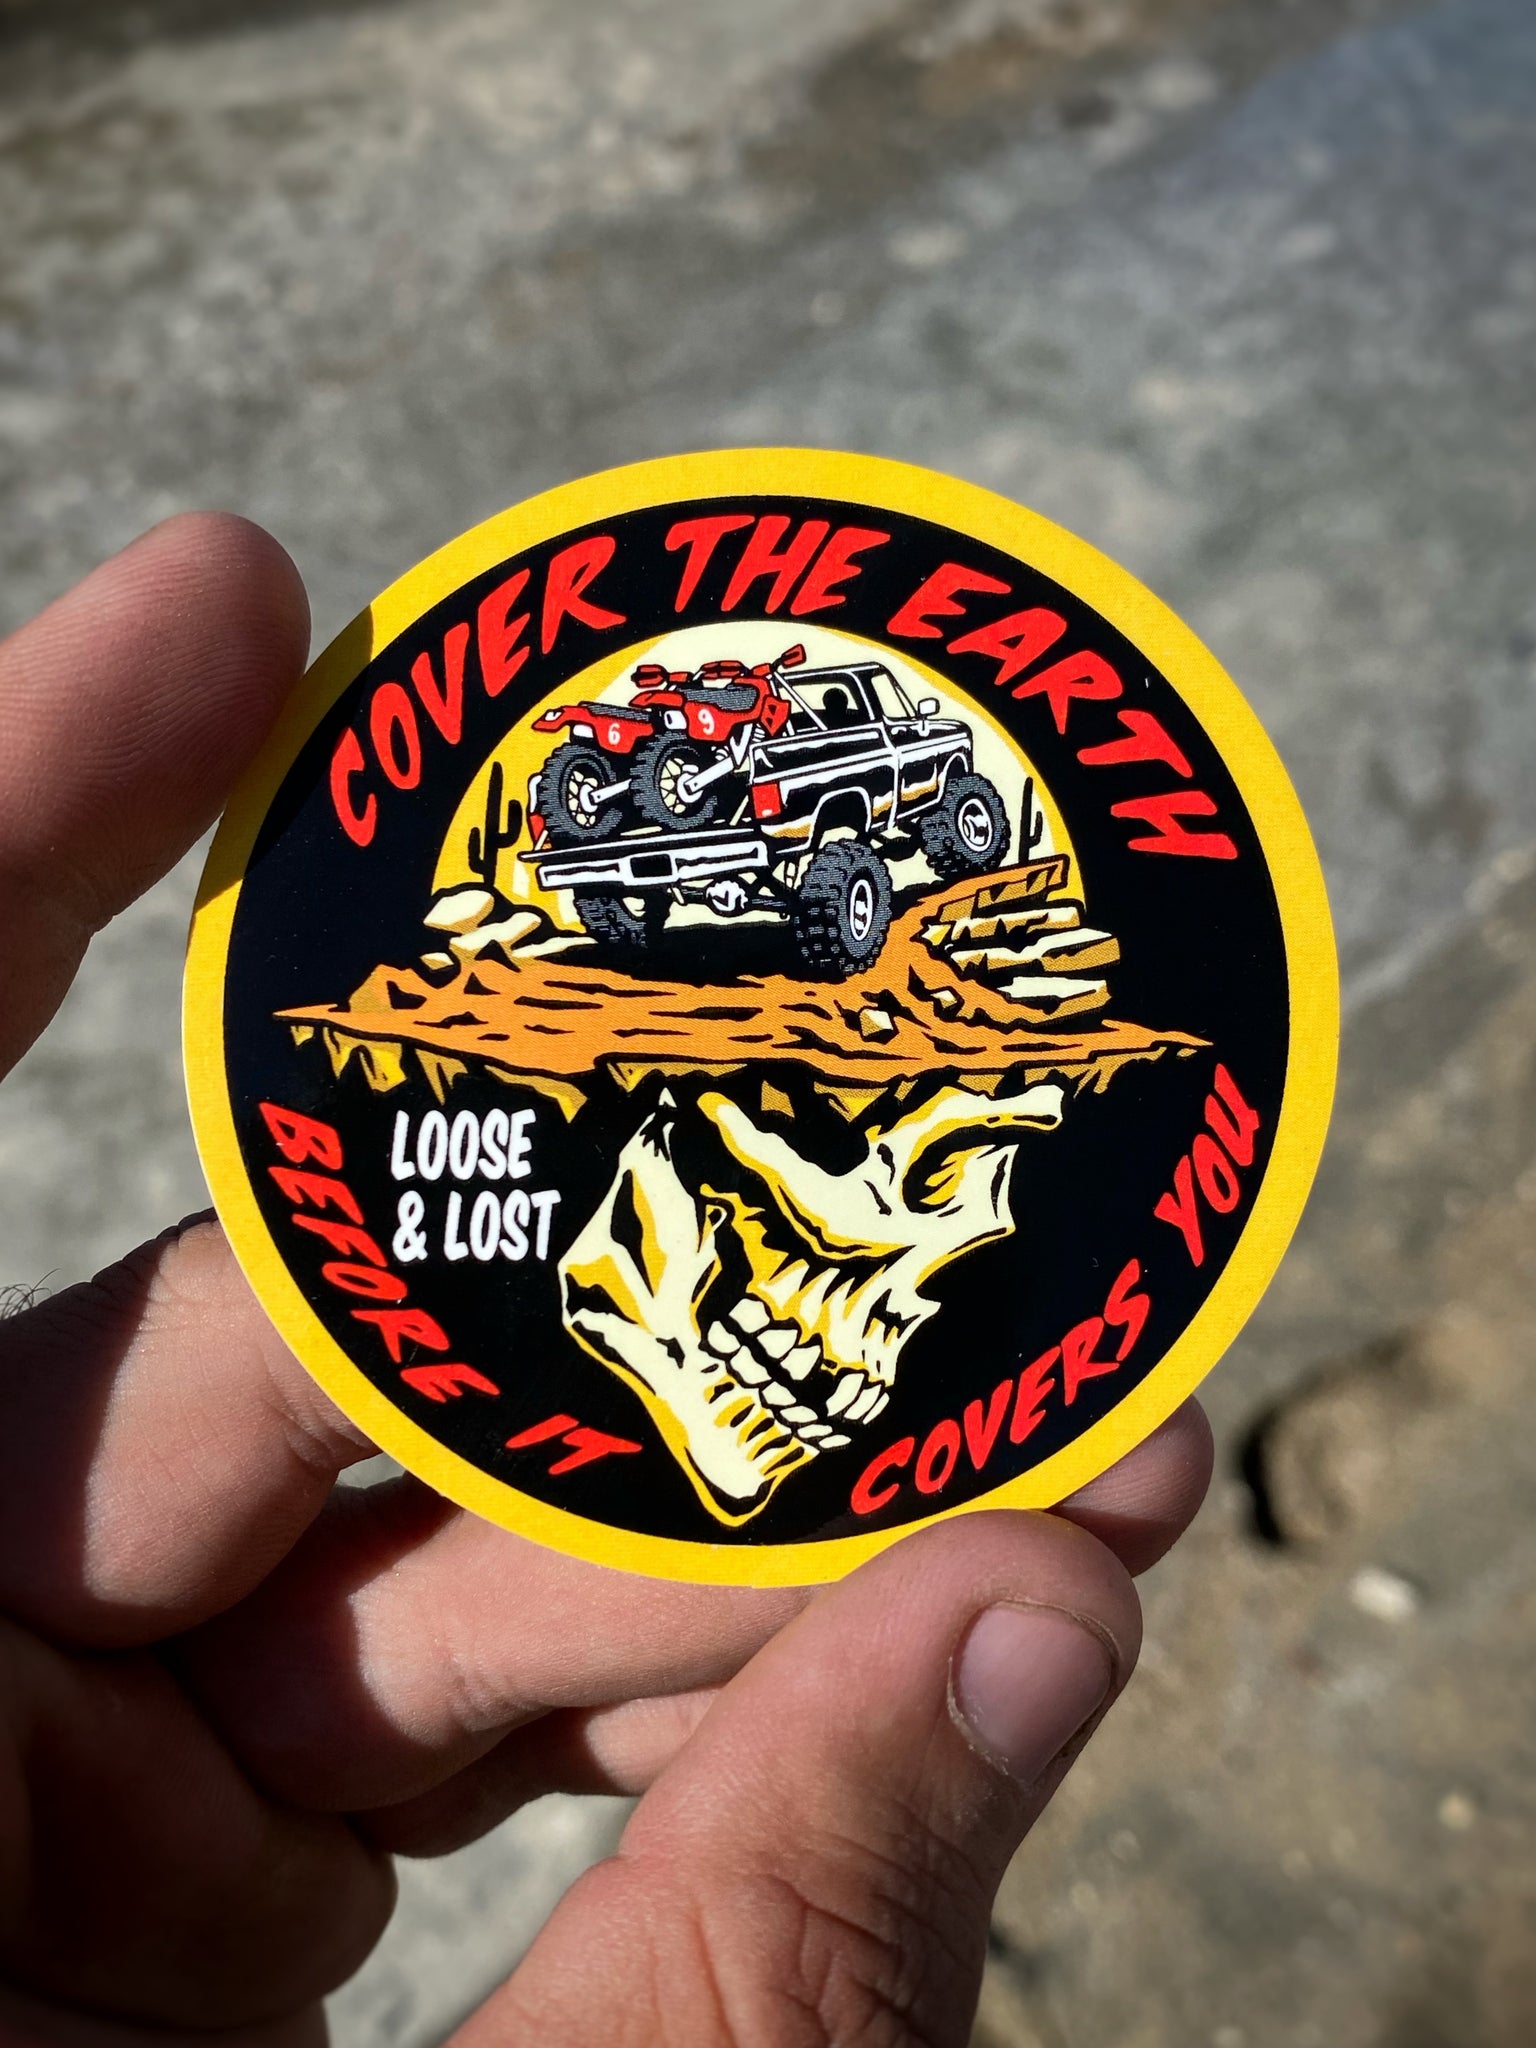 COVER THE EARTH
6
9
LOOSE
& LOST
BEFORE IT
COVERS YOU